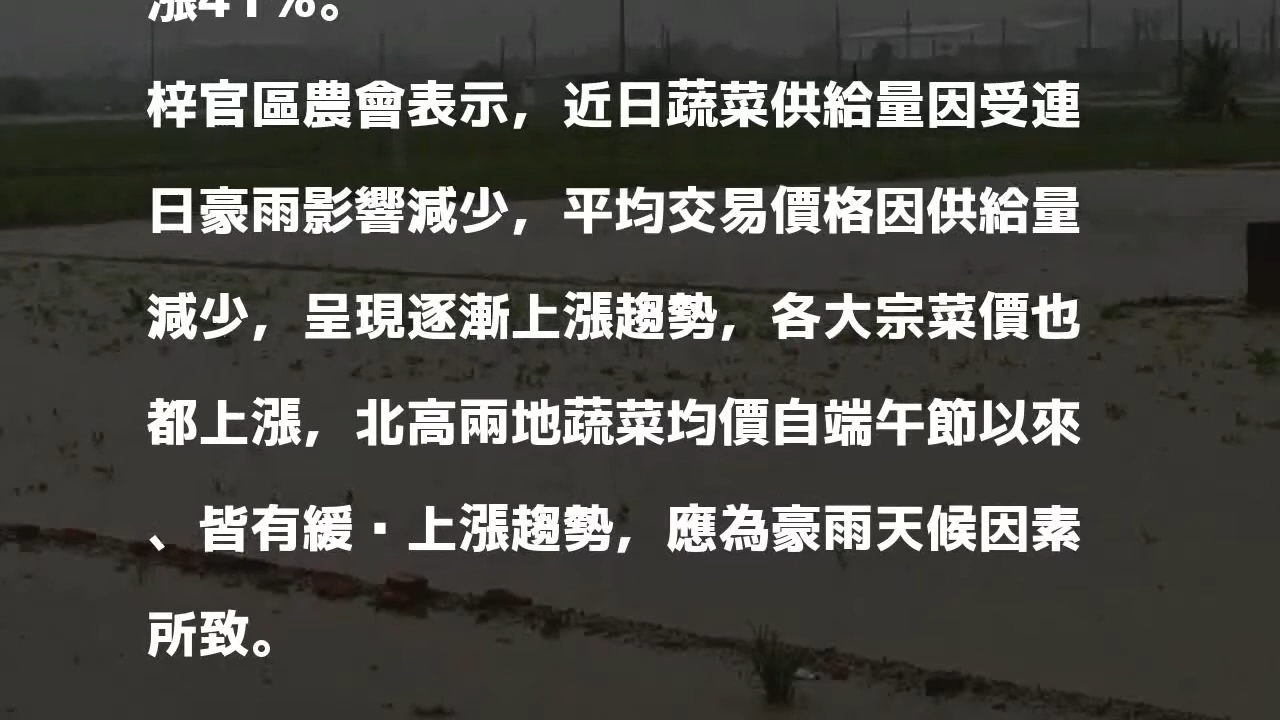 漲41%。
梓官區農會表示，近日蔬菜供給量因受連
日豪雨影響減少，平均交易價格因供給量
減少，呈現逐漸上漲趨勢，各大宗菜價也
都上漲，北高兩地蔬菜均價自端午節以來
、皆有緩▪上漲趨勢，應為豪雨天候因素
所致。